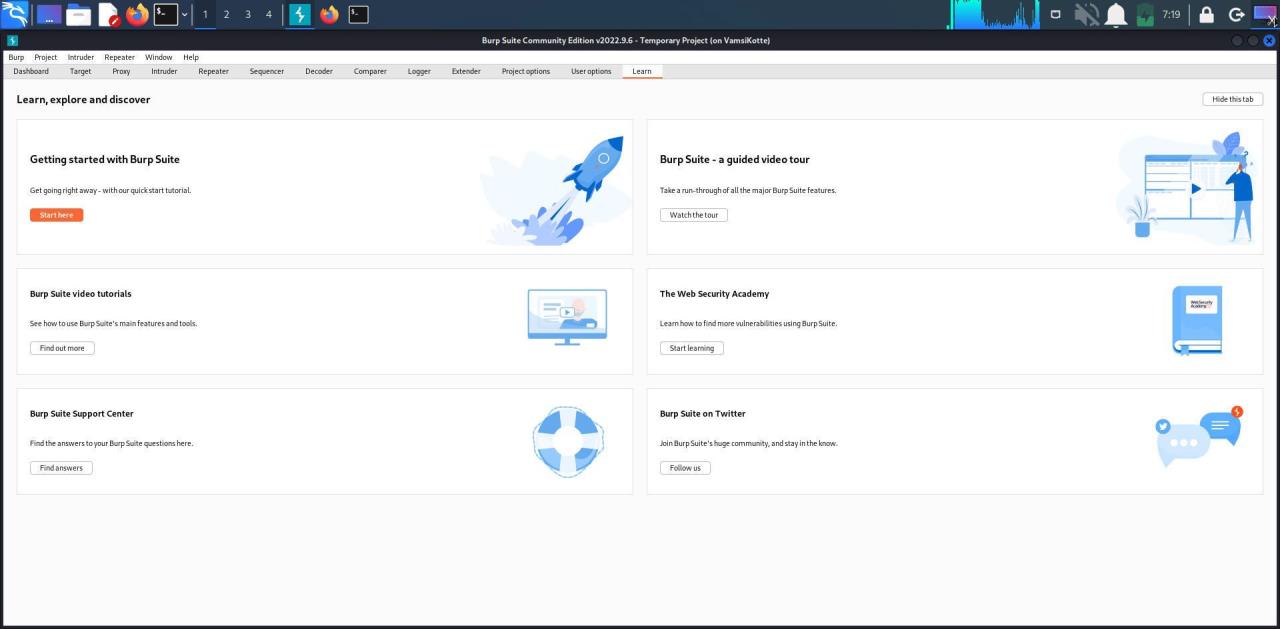 1 2 3 4 7:19
Burp Suite Community Edition v2022.9.6 - Temporary Project (on VamsiKotte)
Burp Project Intruder Repeater Window Help
Dashboard Target Proxy Intruder Repeater Sequencer Decoder Comparer Logger Extender Project options User options Learn
Learn, explore and discover
Hide this tab
Getting started with Burp Suite
Get going right away - with our quick start tutorial.
Start here
Burp Suite - a guided video tour
Take a run-through of all the major Burp Suite features.
Watch the tour
Burp Suite video tutorials
See how to use Burp Suite's main features and tools.
Find out more
The Web Security Academy
Learn how to find more vulnerabilities using Burp Suite.
Start learning
WebSecurity
Academy
Burp Suite Support Center
Find the answers to your Burp Suite questions here.
Find answers
Burp Suite on Twitter
Join Burp Suite's huge community, and stay in the know.
Follow us